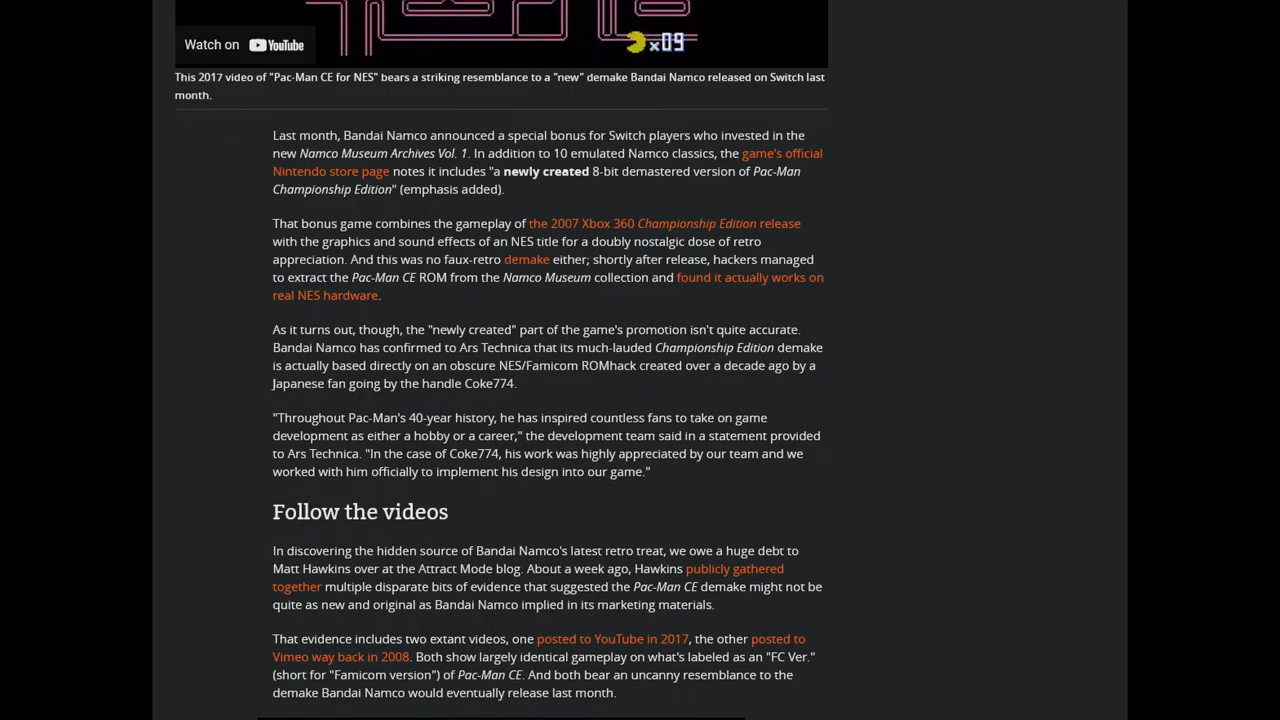 x09
Watch on YouTube
This 2017 video of "Pac-Man CE for NES" bears a striking resemblance to a "new" demake Bandai Namco released on Switch last
month.
Last month, Bandai Namco announced a special bonus for Switch players who invested in the
new Namco Museum Archives Vol. 1. In addition to 10 emulated Namco classics, the game's official
Nintendo store page notes it includes "a newly created 8-bit demastered version of Pac-Man
Championship Edition" (emphasis added).
That bonus game combines the gameplay of the 2007 Xbox 360 Championship Edition release
with the graphics and sound effects of an NES title for a doubly nostalgic dose of retro
appreciation. And this was no faux-retro demake either; shortly after release, hackers managed
to extract the Pac-Man CE ROM from the Namco Museum collection and found it actually works on
real NES hardware.
As it turns out, though, the "newly created" part of the game's promotion isn't quite accurate.
Bandai Namco has confirmed to Ars Technica that its much-lauded Championship Edition demake
is actually based directly on an obscure NES/Famicom ROMhack created over a decade ago by a
Japanese fan going by the handle Coke774.
"Throughout Pac-Man's 40-year history, he has inspired countless fans to take on game
development as either a hobby or a career," the development team said in a statement provided
to Ars Technica. "In the case of Coke774, his work was highly appreciated by our team and we
worked with him officially to implement his design into our game."
Follow the videos
In discovering the hidden source of Bandai Namco's latest retro treat, we owe a huge debt to
Matt Hawkins over at the Attract Mode blog. About a week ago, Hawkins publicly gathered
together multiple disparate bits of evidence that suggested the Pac-Man CE demake might not be
quite as new and original as Bandai Namco implied in its marketing materials.
That evidence includes two extant videos, one posted to YouTube in 2017, the other posted to
Vimeo way back in 2008. Both show largely identical gameplay on what's labeled as an "FC Ver."
(short for "Famicom version") of Pac-Man CE. And both bear an uncanny resemblance to the
demake Bandai Namco would eventually release last month.